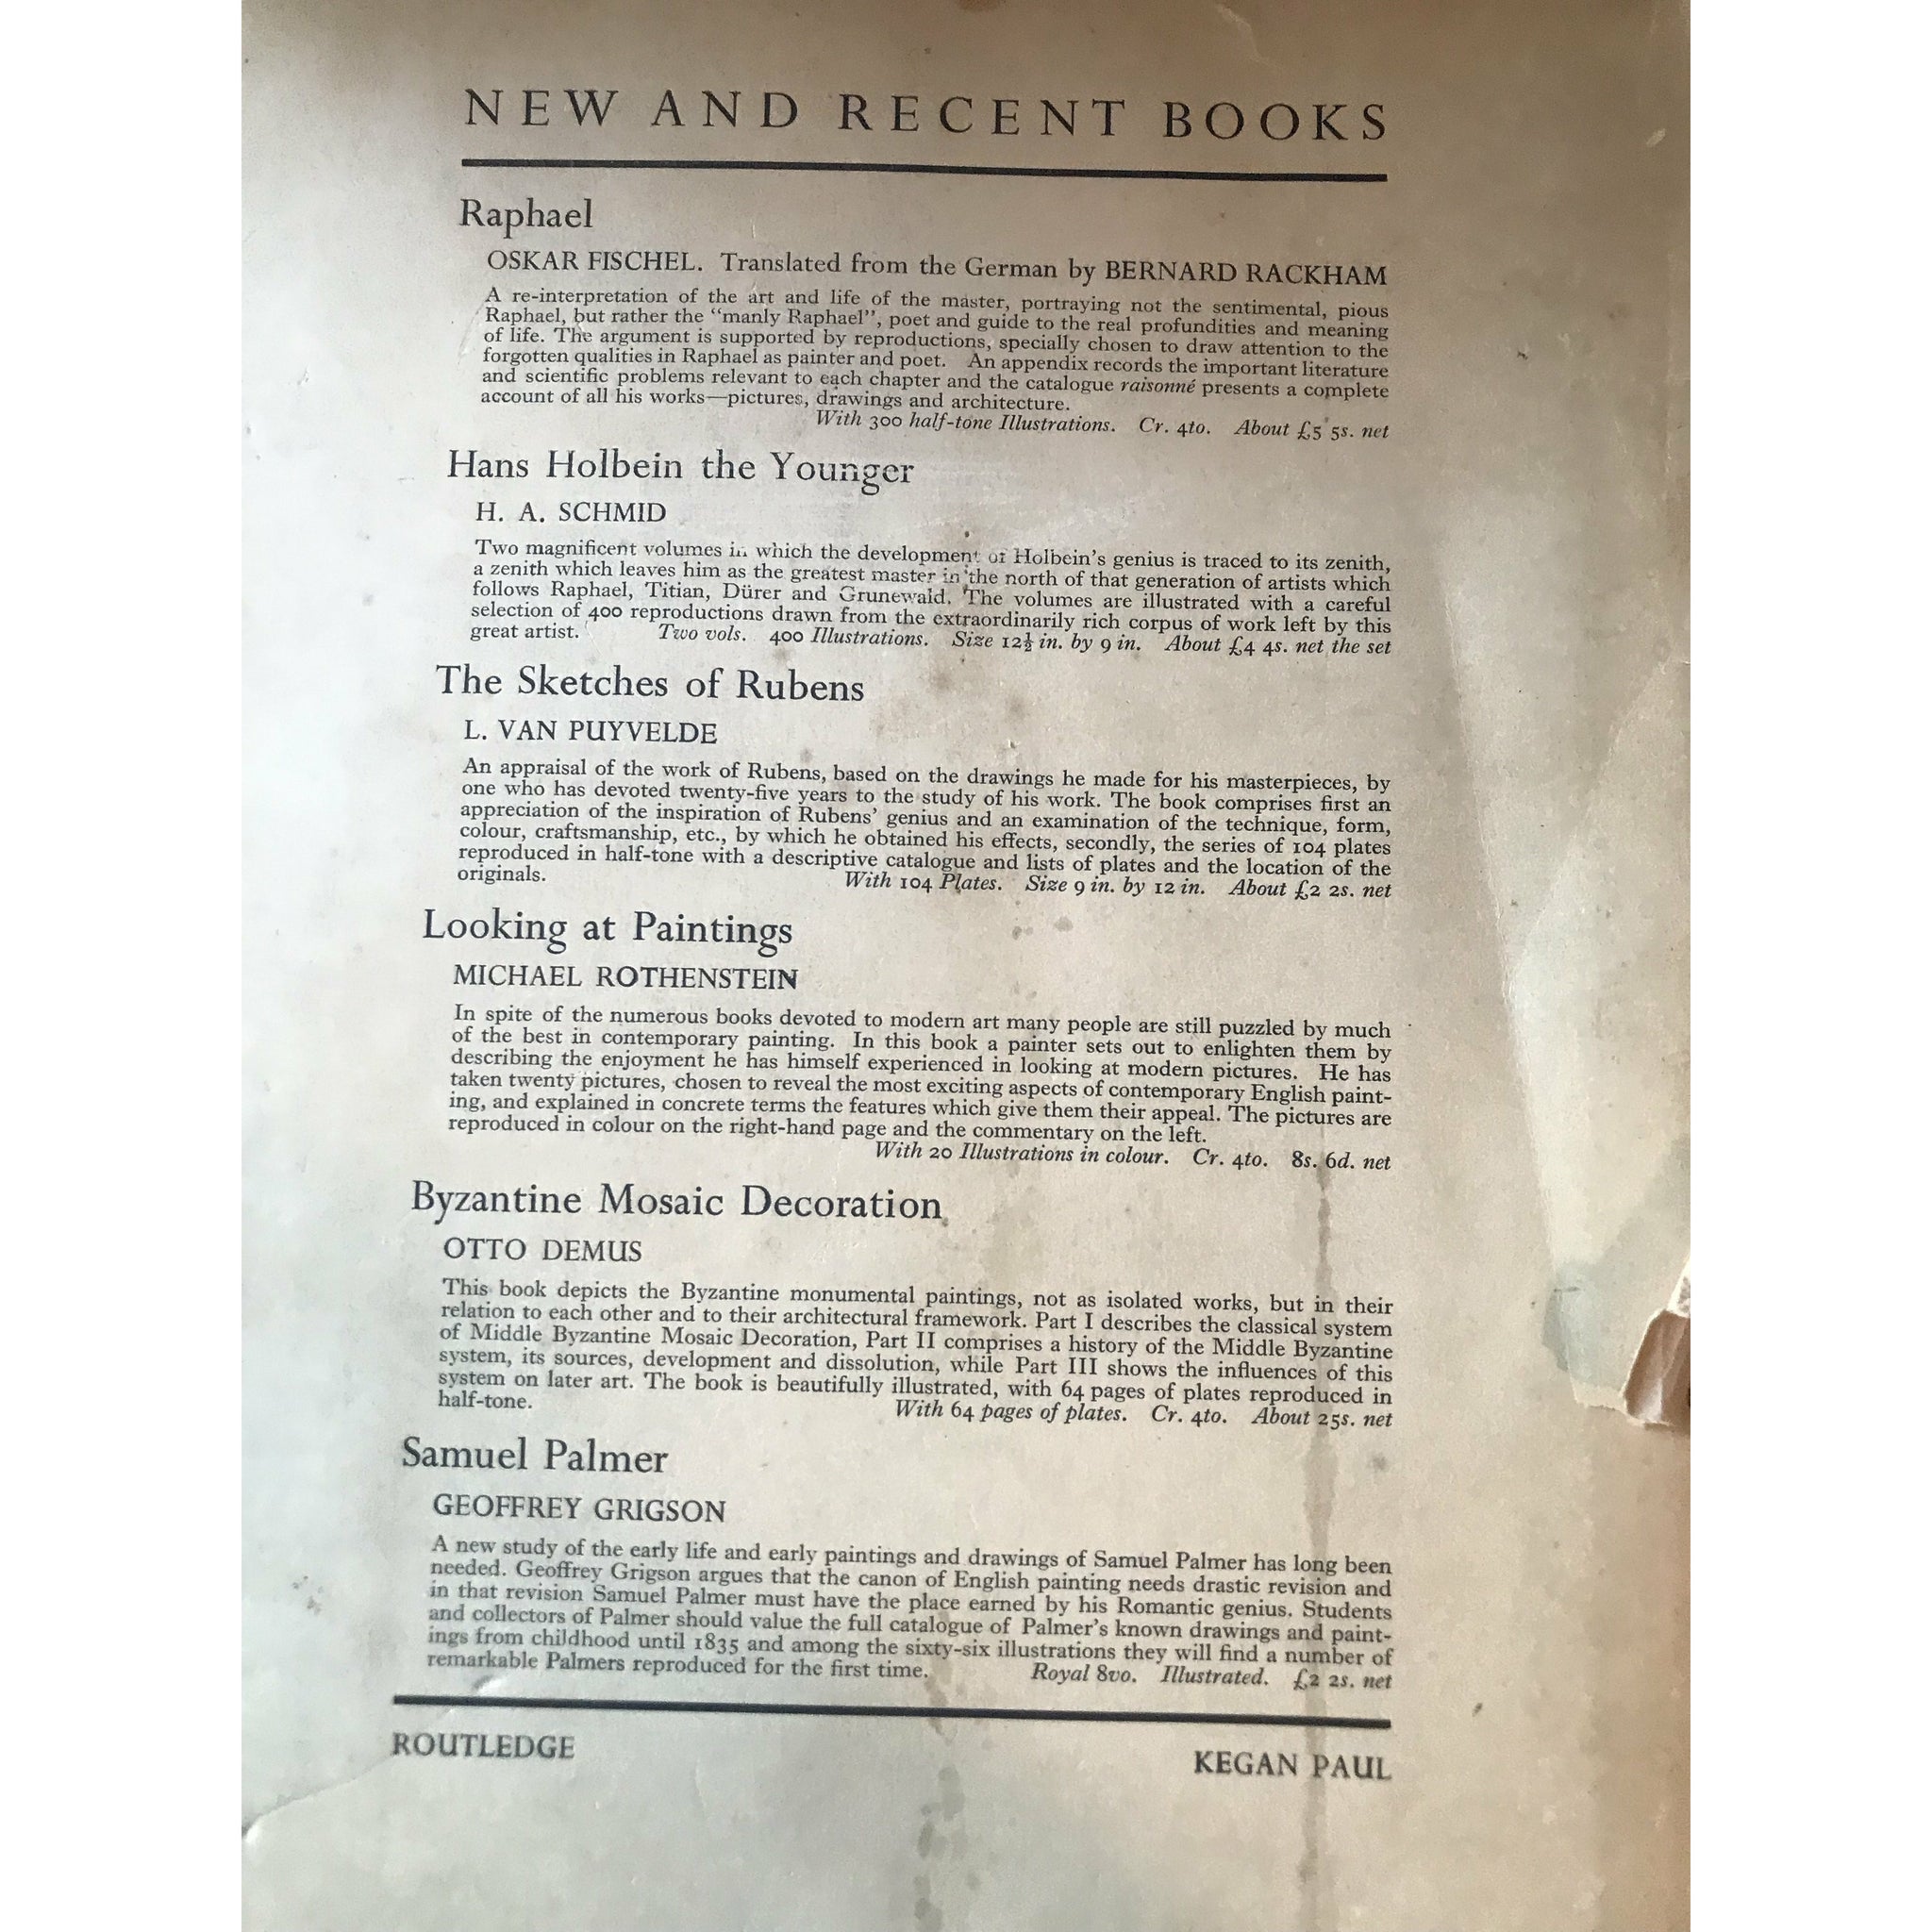 NEW AND RECENT BOOKS
Raphael
OSKAR FISCHEL. Translated from the German by BERNARD RACKHAM
A re-interpretation of the art and life of the master, portraying not the sentimental, pious
Raphael, but rather the “manly Raphael”, poet and guide to the real profundities and meaning
of life. The argument is supported by reproductions, specially chosen to draw attention to the
forgotten qualities in Raphael as painter and poet. An appendix records the important literature
and scientific problems relevant to each chapter and the catalogue raisonné presents a complete
account of all his works—pictures, drawings and architecture.
With 300 half-tone Illustrations. Cr. 4to. About £5 5s. net
Hans Holbein the Younger
H. A. SCHMID
Two magnificent volumes in which the development of Holbein’s genius is traced to its zenith,
a zenith which leaves him as the greatest master in the north of that generation of artists which
follows Raphael, Titian, Dürer and Grunewald. The volumes are illustrated with a careful
selection of 400 reproductions drawn from the extraordinarily rich corpus of work left by this
great artist. Two vols. 400 Illustrations. Size 12½ in. by 9 in. About £4 4s. net the set
The Sketches of Rubens
L. VAN PUYVELDE
An appraisal of the work of Rubens, based on the drawings he made for his masterpieces, by
one who has devoted twenty-five years to the study of his work. The book comprises first an
appreciation of the inspiration of Rubens’ genius and an examination of the technique, form,
colour, craftsmanship, etc., by which he obtained his effects, secondly, the series of 104 plates
reproduced in half-tone with a descriptive catalogue and lists of plates and the location of the
originals. With 104 Plates. Size 9 in. by 12 in. About £2 2s. net
Looking at Paintings
MICHAEL ROTHENSTEIN
In spite of the numerous books devoted to modern art many people are still puzzled by much
of the best in contemporary painting. In this book a painter sets out to enlighten them by
describing the enjoyment he has himself experienced in looking at modern pictures. He has
taken twenty pictures, chosen to reveal the most exciting aspects of contemporary English paint-
ing, and explained in concrete terms the features which give them their appeal. The pictures are
reproduced in colour on the right-hand page and the commentary on the left.
With 20 Illustrations in colour. Cr. 4to. 8s. 6d. net
Byzantine Mosaic Decoration
OTTO DEMUS
This book depicts the Byzantine monumental paintings, not as isolated works, but in their
relation to each other and to their architectural framework. Part I describes the classical system
of Middle Byzantine Mosaic Decoration, Part II comprises a history of the Middle Byzantine
system, its sources, development and dissolution, while Part III shows the influences of this
system on later art. The book is beautifully illustrated, with 64 pages of plates reproduced in
half-tone. With 64 pages of plates. Cr. 4to. About 25s. net
Samuel Palmer
GEOFFREY GRIGSON
A new study of the early life and early paintings and drawings of Samuel Palmer has long been
needed. Geoffrey Grigson argues that the canon of English painting needs drastic revision and
in that revision Samuel Palmer must have the place earned by his Romantic genius. Students
and collectors of Palmer should value the full catalogue of Palmer’s known drawings and paint-
ings from childhood until 1835 and among the sixty-six illustrations they will find a number of
remarkable Palmers reproduced for the first time. Royal 8vo. Illustrated. £2 2s. net
ROUTLEDGE
KEGAN PAUL